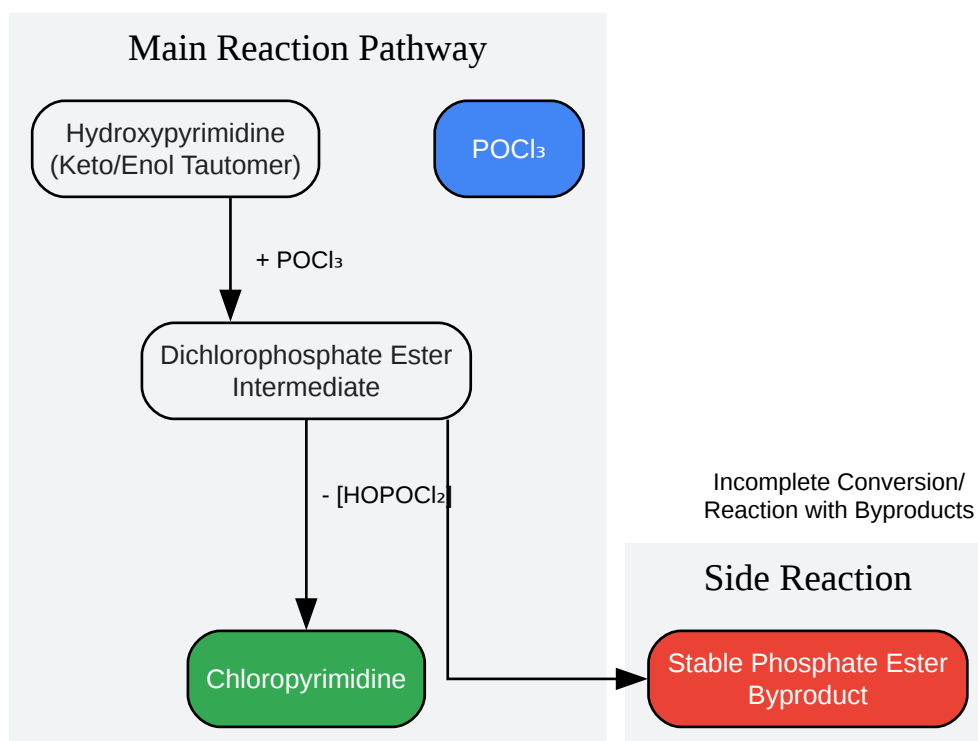 Main Reaction Pathway
Hydroxypyrimidine
(Keto/Enol Tautomer)
POCl₃
+ POCl₃
Dichlorophosphate Ester
Intermediate
- [HOPOCl₂]
Incomplete Conversion/
Reaction with Byproducts
Side Reaction
Chloropyrimidine
Stable Phosphate Ester
Byproduct